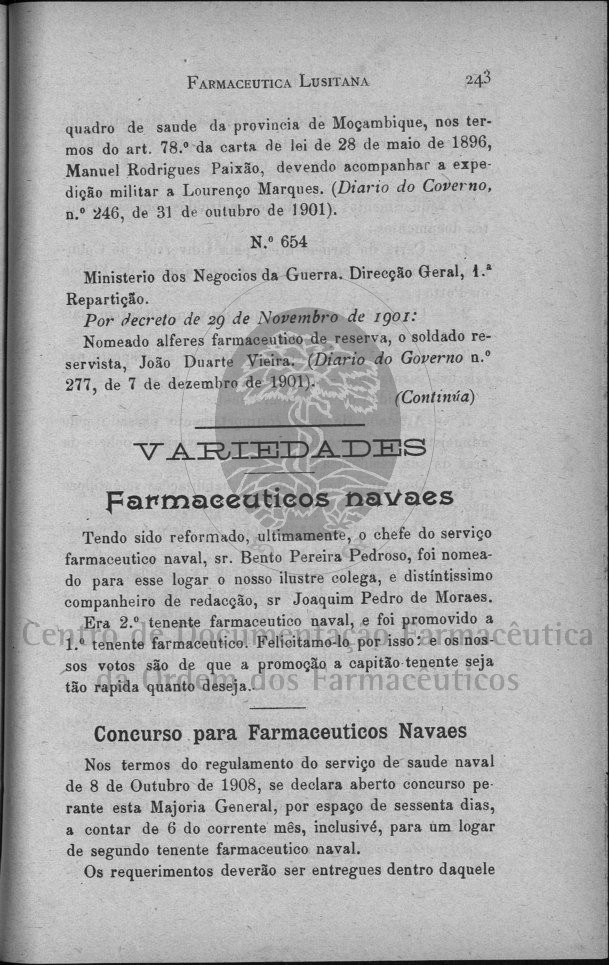 FARMACEUTICA LUSITANA 243
quadro de saude da provincia de Moçambique, nos ter-
mos do art. 78.º da carta de lei de 28 de maio de 1896,
Manuel Rodrigues Paixão, devendo acompanhar a expe-
dição militar a Lourenço Marques. (Diario do Coverno,
n.º 246, de 31 de outubro de 1901).
N.º 654
Ministerio dos Negocios da Guerra. Direcção Geral, 1.ª
Repartição.
Por decreto de 29 de Novembro de 1901:
Nomeado alferes farmaceutico de reserva, o soldado re-
servista, João Duarte Vieira. (Diario do Governo n.º
277, de 7 de dezembro de 1901).
(Continúa)
VARIEDADES
Farmaceuticos navaes
Tendo sido reformado, ultimamente, o chefe do serviço
farmaceutico naval, sr. Bento Pereira Pedroso, foi nomea-
do para esse logar o nosso ilustre colega, e distintissimo
companheiro de redacção, sr Joaquim Pedro de Moraes.
Era 2.º tenente farmaceutico naval, e foi promovido a
1.º tenente farmaceutico. Felicitamo-lo por isso: e os nos-
sos votos são de que a promoção a capitão-tenente seja
tão rapida quanto deseja.
Centro de Documentação Farmacêutica
da Ordem dos Farmacêuticos
Concurso para Farmaceuticos Navaes
Nos termos do regulamento do serviço de saude naval
de 8 de Outubro de 1908, se declara aberto concurso pe-
rante esta Majoria General, por espaço de sessenta dias,
a contar de 6 do corrente mês, inclusivé, para um logar
de segundo tenente farmaceutico naval.
Os requerimentos deverão ser entregues dentro daquele